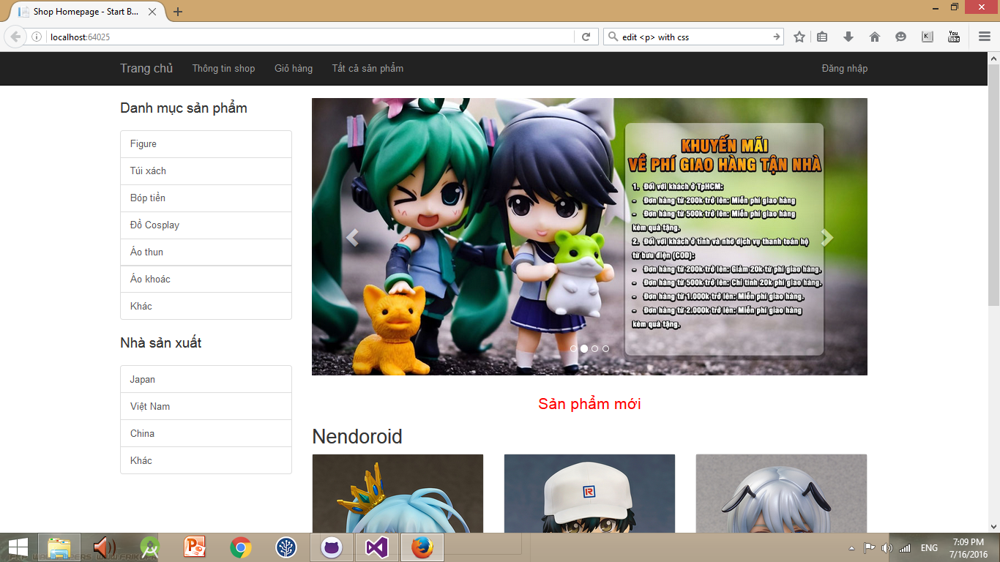 Shop Homepage - Start B...
localhost:64025
edit <p> with css
You
Tube
Trang chủ
Thông tin shop
Giỏ hàng
Tất cả sản phẩm
Đăng nhập
Danh mục sản phẩm
Figure
Túi xách
Bóp tiền
Đồ Cosplay
Áo thun
Áo khoác
Khác
Nhà sản xuất
Japan
Việt Nam
China
Khác
KHUYẾN MÃI
VỀ PHÍ GIAO HÀNG TẬN NHÀ
1. Đối với khách ở TpHCM:
- Đơn hàng từ 200k trở lên: Miễn phí giao hàng
- Đơn hàng từ 500k trở lên: Miễn phí giao hàng
kèm quà tặng.
2. Đối với khách ở tỉnh và nhờ dịch vụ thanh toán hộ
từ bưu điện (COD):
- Đơn hàng từ 200k trở lên: Giảm 20k từ phí giao hàng.
- Đơn hàng từ 500k trở lên: Chỉ tính 20k phí giao hàng.
- Đơn hàng từ 1.000k trở lên: Miễn phí giao hàng.
- Đơn hàng từ 2.000k trở lên: Miễn phí giao hàng
kèm quà tặng.
Sản phẩm mới
Nendoroid
R
ENG
7:09 PM
7/16/2016